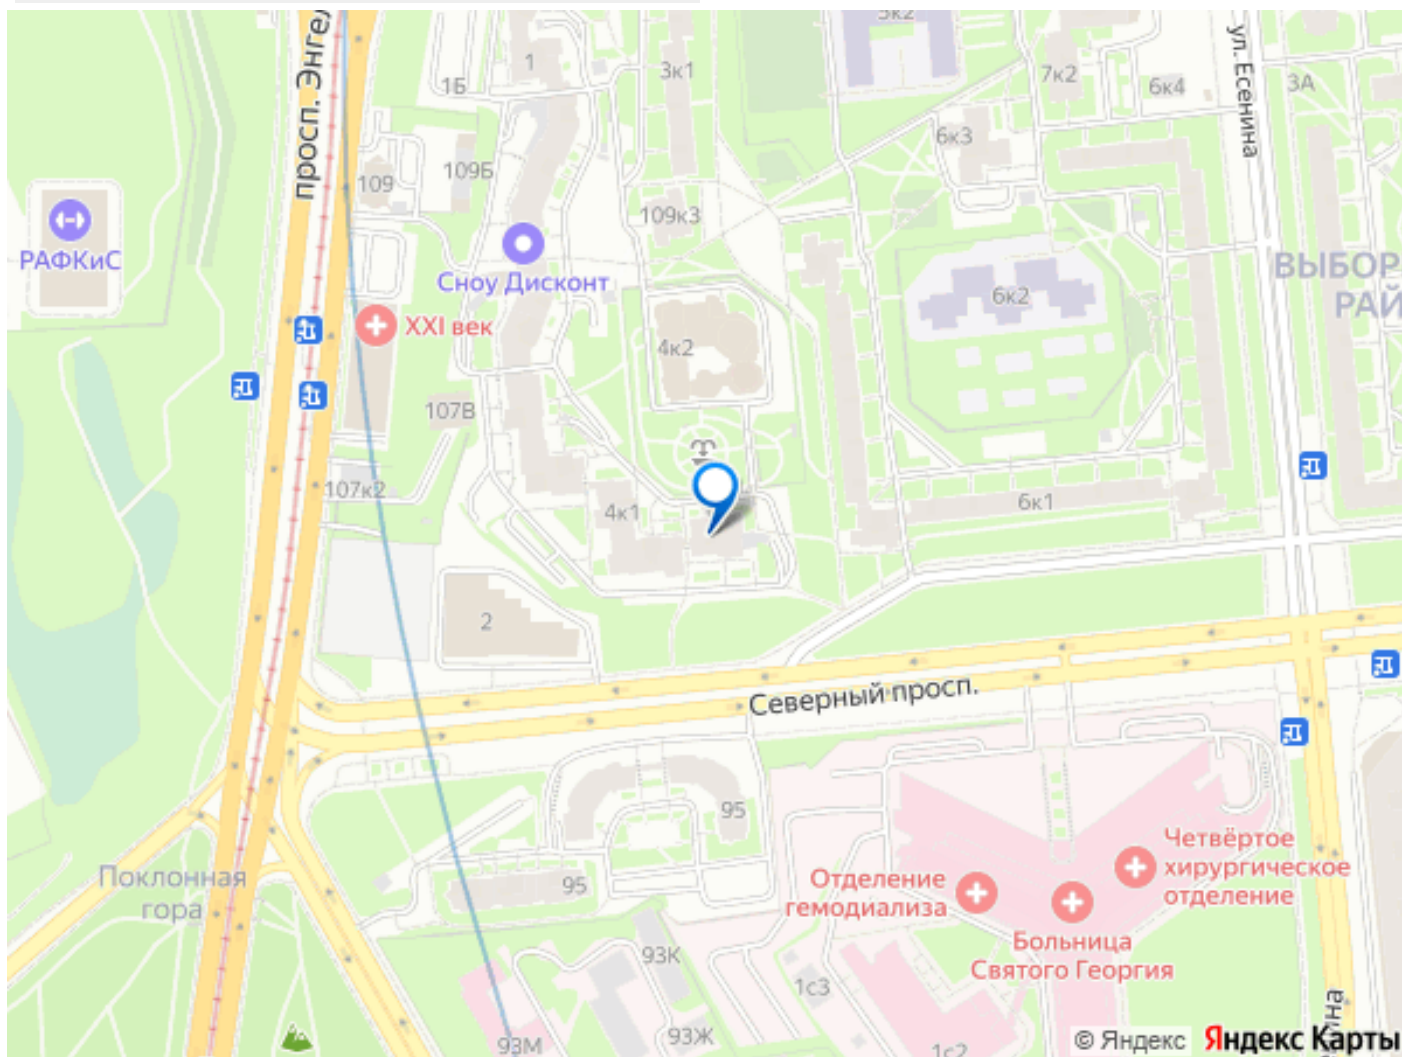 просп. Энгел
1
1Б
3к1
5к2
7к2
6к4
ул. Есенина
3А
109
109Б
6к3
109к3
РАФКиС
Сноу Дисконт
ВЫБОР
РАЙ
6к2
XXI век
4к2
107В
107к2
4к1
6к1
2
Северный просп.
95
95
Поклонная
гора
Четвёртое
хирургическое
отделение
Отделение
гемодиализа
Больница
Святого Георгия
93К
1с3
93Ж
93М
1с2
ина
© Яндекс Яндекс Карты